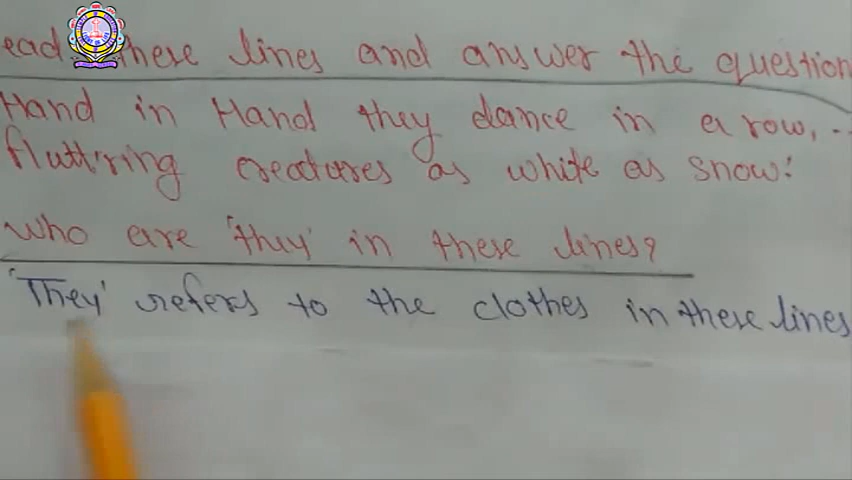 ead these lines and answer the question
Hand in Hand they dance in a row,...
fluttring creatures as white as snow!
who are 'they' in these lines?
'They' refers to the clothes in these lines